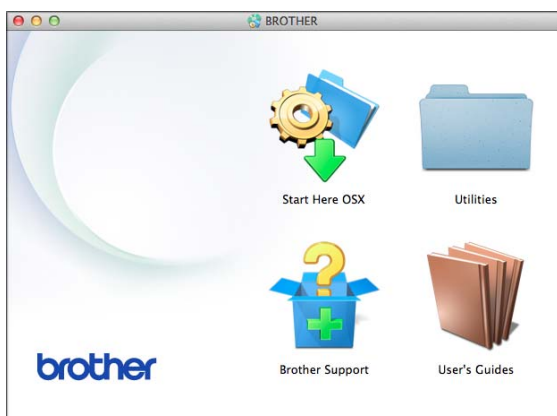 BROTHER
Start Here OSX
Utilities
Brother Support
User's Guides
brother